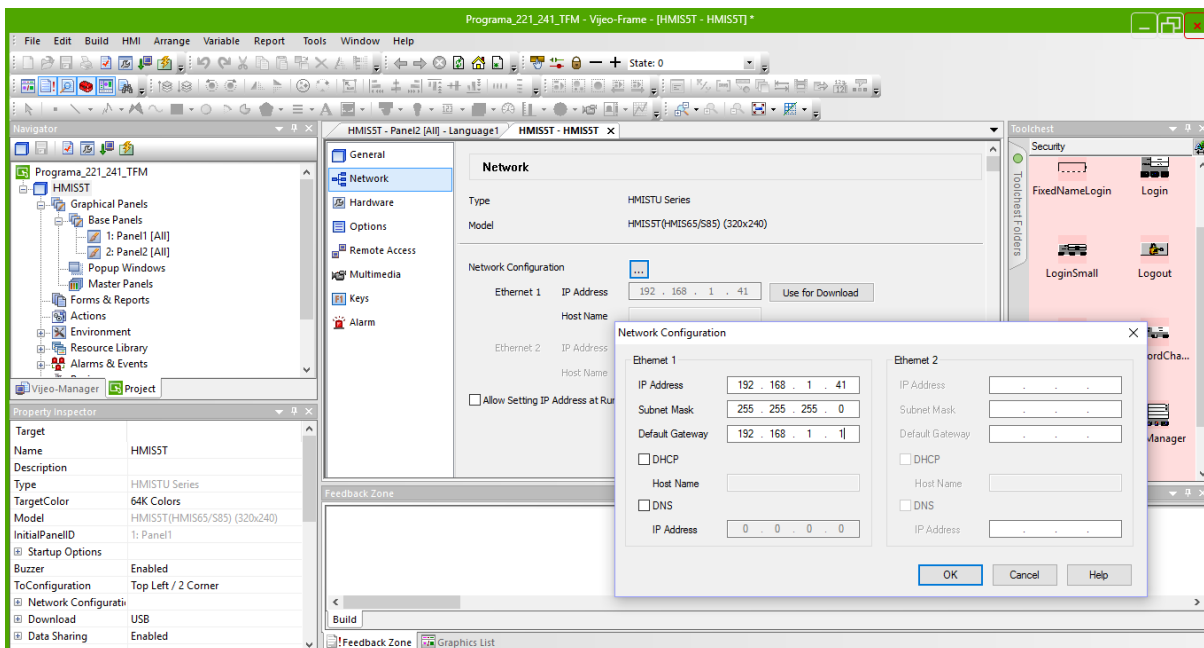 Programa_221_241_TFM - Vijeo-Frame - [HMIS5T - HMIS5T] *
File Edit Build HMI Arrange Variable Report Tools Window Help
State: 0
Navigator
Programa_221_241_TFM
HMIS5T
Graphical Panels
Base Panels
1: Panel1 [All]
2: Panel2 [All]
Popup Windows
Master Panels
Forms & Reports
Actions
Environment
Resource Library
Alarms & Events
Vijeo-Manager Project
Property Inspector
Target
Name HMIS5T
Description
Type HMISTU Series
TargetColor 64K Colors
Model HMIS5T(HMIS65/S85) (320x240)
InitialPanelID 1: Panel1
Startup Options
Buzzer Enabled
ToConfiguration Top Left / 2 Corner
Network Configurati
Download USB
Data Sharing Enabled
HMIS5T - Panel2 [All] - Language1 HMIS5T - HMIS5T
General
Network
Hardware
Options
Remote Access
Multimedia
F1 Keys
Alarm
Network
Type HMISTU Series
Model HMIS5T(HMIS65/S85) (320x240)
Network Configuration ...
Ethernet 1 IP Address 192 . 168 . 1 . 41 Use for Download
Host Name
Ethernet 2 IP Address
Host Name
Allow Setting IP Address at Ru
Network Configuration
Ethernet 1
IP Address 192 . 168 . 1 . 41
Subnet Mask 255 . 255 . 255 . 0
Default Gateway 192 . 168 . 1 . 1
DHCP
Host Name
DNS
IP Address 0 . 0 . 0 . 0
Ethernet 2
IP Address . . .
Subnet Mask . . .
Default Gateway . . .
DHCP
Host Name
DNS
IP Address . . .
OK Cancel Help
Toolchest
Toolchest Folders
Security
FixedNameLogin Login
LoginSmall Logout
ordCha...
Manager
Feedback Zone
Build
Feedback Zone Graphics List